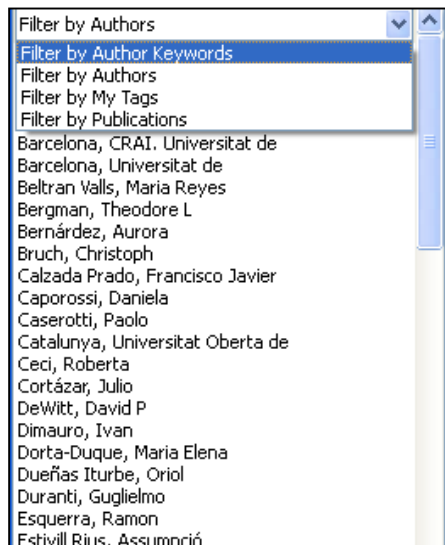 Filter by Authors
Filter by Author Keywords
Filter by Authors
Filter by My Tags
Filter by Publications
Barcelona, CRAI. Universitat de
Barcelona, Universitat de
Beltran Valls, Maria Reyes
Bergman, Theodore L
Bernárdez, Aurora
Bruch, Christoph
Calzada Prado, Francisco Javier
Caporossi, Daniela
Caserotti, Paolo
Catalunya, Universitat Oberta de
Ceci, Roberta
Cortázar, Julio
DeWitt, David P
Dimauro, Ivan
Dorta-Duque, Maria Elena
Dueñas Iturbe, Oriol
Duranti, Guglielmo
Esquerra, Ramon
Estivill Rius, Assumpció